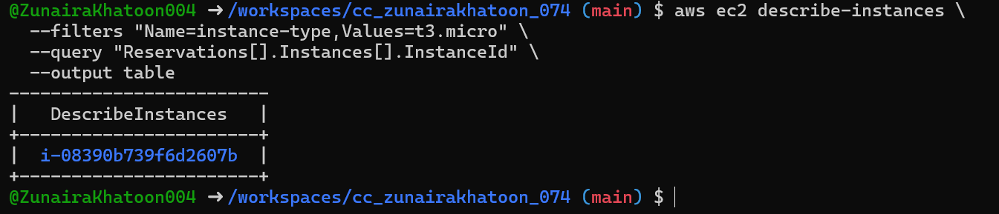 @ZunairaKhatoon004 ➜/workspaces/cc_zunairakhatoon_074 (main) $ aws ec2 describe-instances \
  --filters "Name=instance-type,Values=t3.micro" \
  --query "Reservations[].Instances[].InstanceId" \
  --output table
-------------------------
|   DescribeInstances   |
+-----------------------+
|  i-08390b739f6d2607b  |
+-----------------------+
@ZunairaKhatoon004 ➜/workspaces/cc_zunairakhatoon_074 (main) $